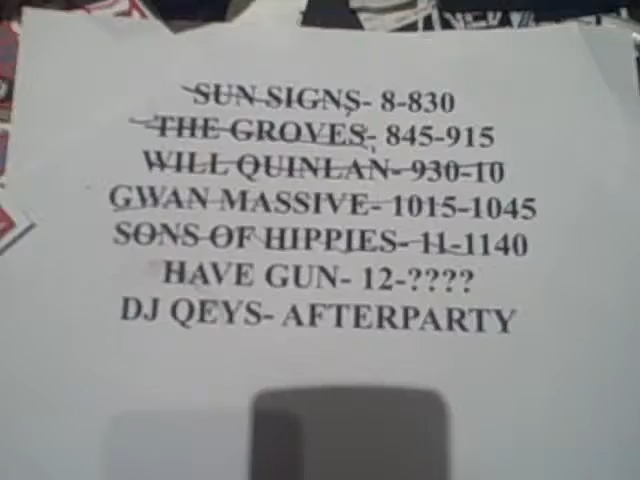 SUN SIGNS- 8-830
THE GROVES- 845-915
WILL QUINLAN- 930-10
GWAN MASSIVE- 1015-1045
SONS OF HIPPIES- 11-1140
HAVE GUN- 12-????
DJ QEYS- AFTERPARTY